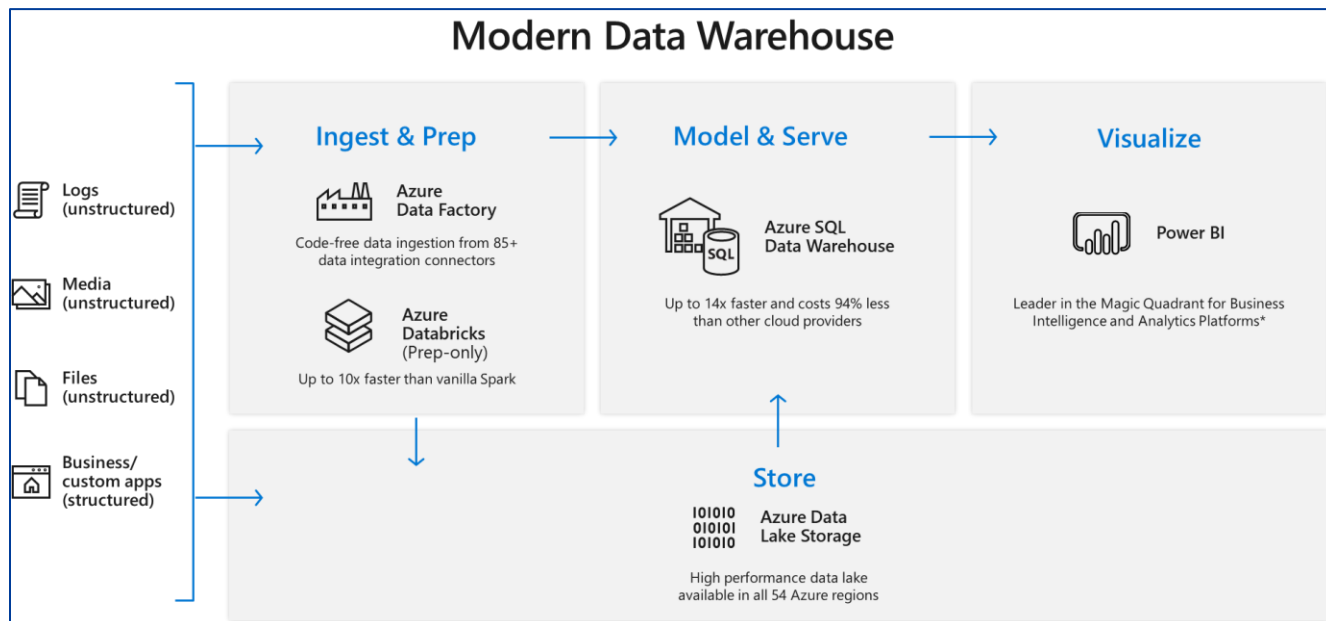 Modern Data Warehouse
Logs
(unstructured)
Media
(unstructured)
Files
(unstructured)
Business/
custom apps
(structured)
Ingest & Prep
Azure
Data Factory
Code-free data ingestion from 85+
data integration connectors
Azure
Databricks
(Prep-only)
Up to 10x faster than vanilla Spark
Model & Serve
SQL
Azure SQL
Data Warehouse
Up to 14x faster and costs 94% less
than other cloud providers
Visualize
Power BI
Leader in the Magic Quadrant for Business
Intelligence and Analytics Platforms*
Store
101010
010101
101010
Azure Data
Lake Storage
High performance data lake
available in all 54 Azure regions